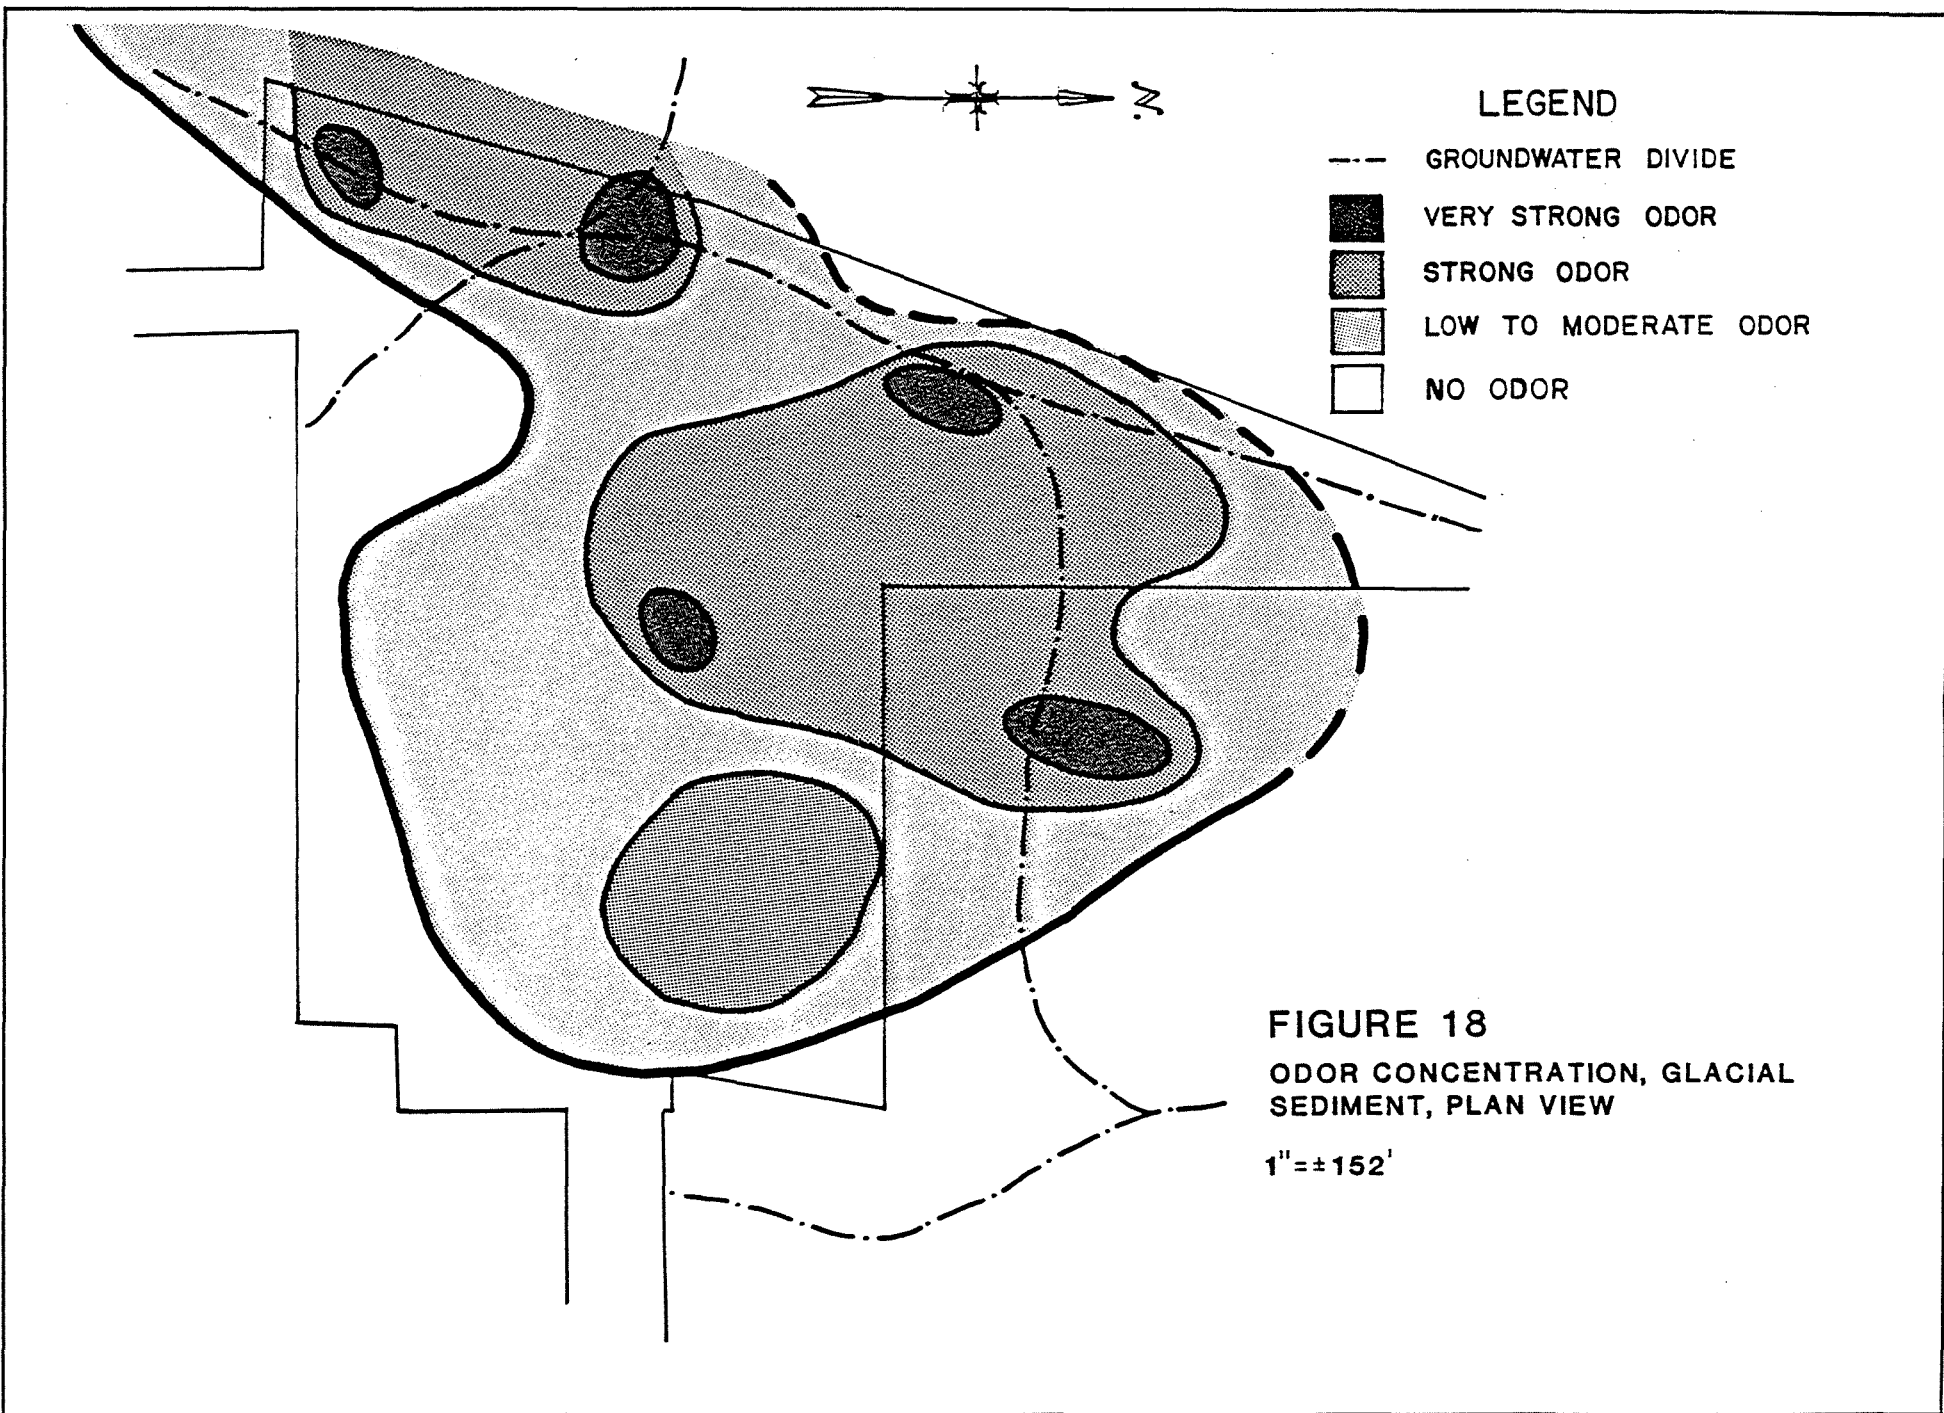 N.
LEGEND
GROUNDWATER DIVIDE
VERY STRONG ODOR
STRONG ODOR
LOW TO MODERATE ODOR
NO ODOR
FIGURE 18
ODOR CONCENTRATION, GLACIAL
SEDIMENT, PLAN VIEW
1"=±152'